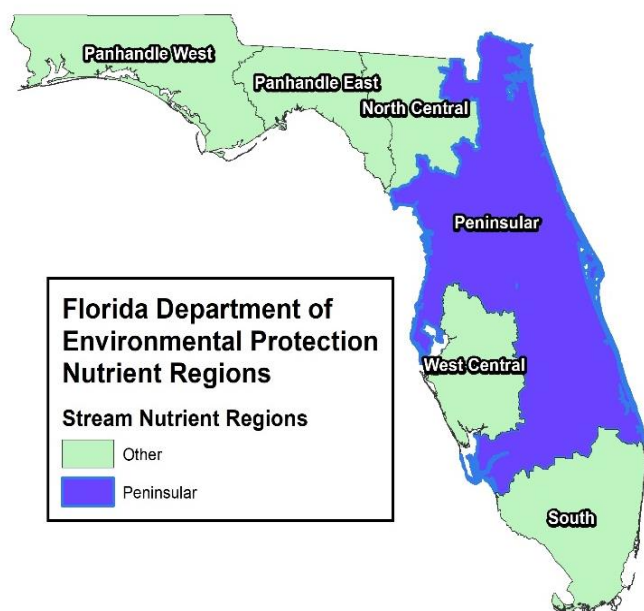 Panhandle West
Panhandle East
North Central
Peninsular
West Central
South
Florida Department of
Environmental Protection
Nutrient Regions
Stream Nutrient Regions
Other
Peninsular